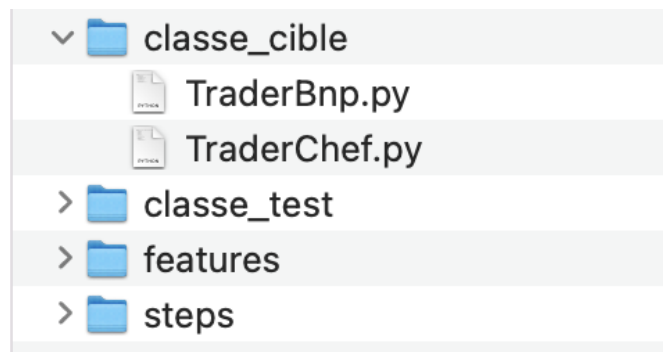 classe_cible
TraderBnp.py
TraderChef.py
classe_test
features
steps